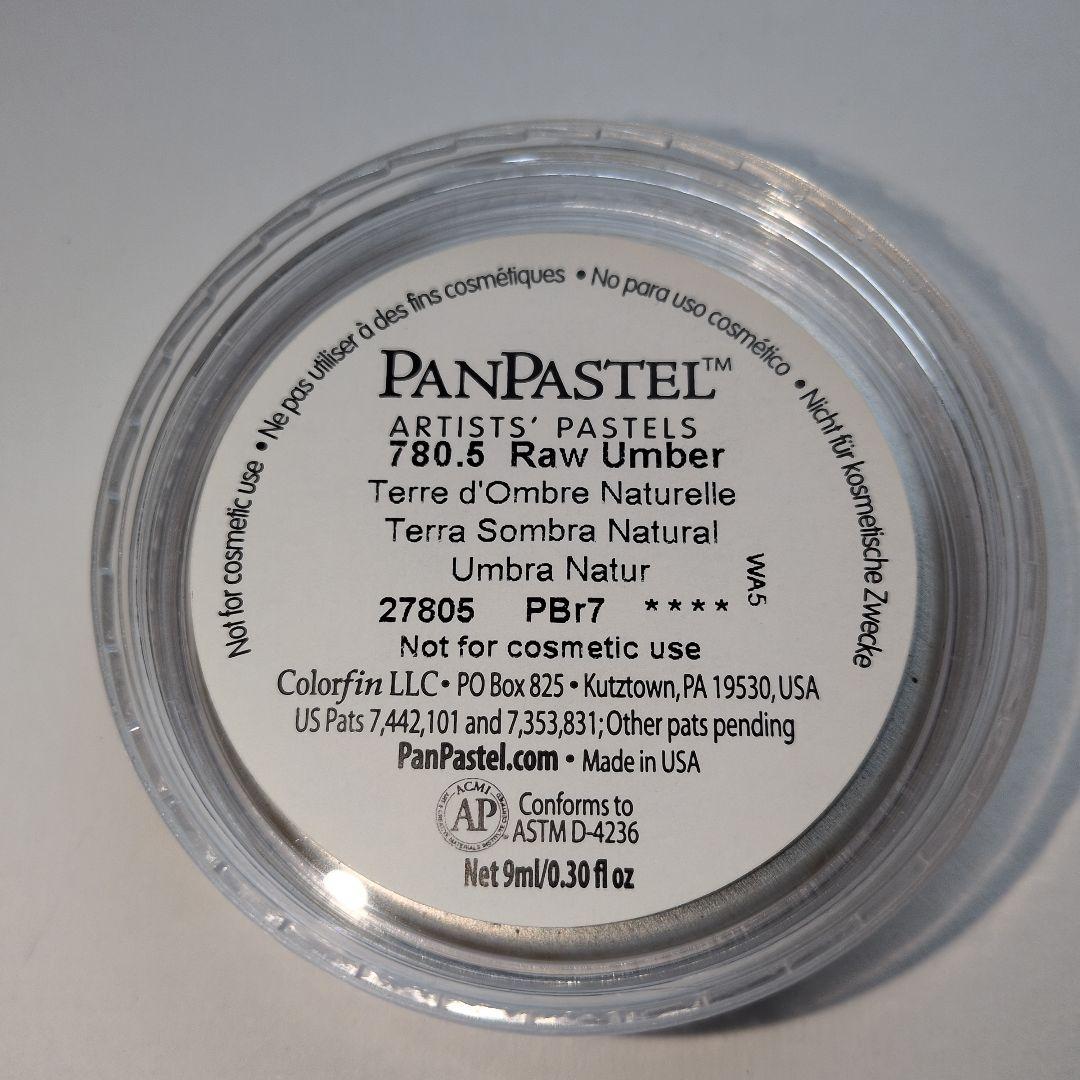 Not for cosmetic use • Ne pas utiliser à des fins cosmétiques • No para uso cosmético • Nicht für kosmetische Zwecke
PANPASTEL™
ARTISTS' PASTELS
780.5 Raw Umber
Terre d'Ombre Naturelle
Terra Sombra Natural
Umbra Natur
WA5
27805 PBr7 ****
Not for cosmetic use
Colorfin LLC • PO Box 825 • Kutztown, PA 19530, USA
US Pats 7,442,101 and 7,353,831; Other pats pending
PanPastel.com • Made in USA
ACMI
AP
Conforms to
ASTM D-4236
Net 9ml/0.30 fl oz